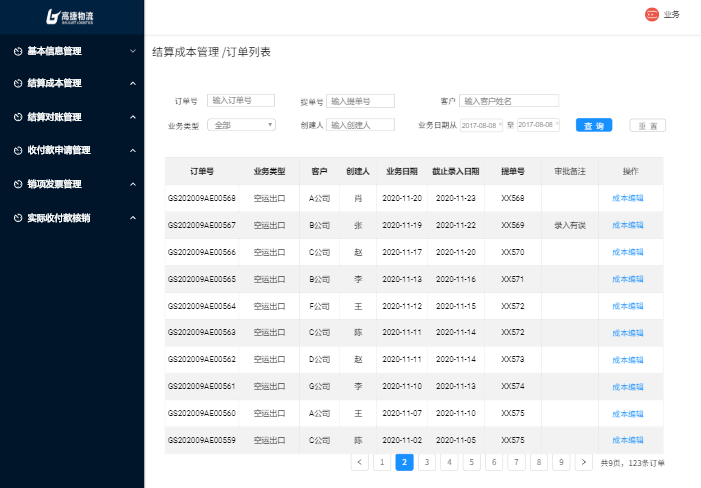 高捷物流
业务
基本信息管理
结算成本管理
结算对账管理
收付款申请管理
销项发票管理
实际收付款核销
结算成本管理 /订单列表
订单号 输入订单号 提单号 输入提单号 客户 输入客户姓名
业务类型 全部 创建人 输入创建人 业务日期从 2017-08-08 至 2017-08-08 查 询 重 置
订单号 业务类型 客户 创建人 业务日期 截止录入日期 提单号 审批备注 操作
GS202009AE00568 空运出口 A公司 肖 2020-11-20 2020-11-23 XX568 成本编辑
GS202009AE00567 空运出口 B公司 张 2020-11-19 2020-11-22 XX569 录入有误 成本编辑
GS202009AE00566 空运出口 C公司 赵 2020-11-17 2020-11-20 XX570 成本编辑
GS202009AE00565 空运出口 B公司 李 2020-11-13 2020-11-16 XX571 成本编辑
GS202009AE00564 空运出口 F公司 王 2020-11-12 2020-11-15 XX572 成本编辑
GS202009AE00563 空运出口 C公司 陈 2020-11-11 2020-11-14 XX572 成本编辑
GS202009AE00562 空运出口 D公司 赵 2020-11-11 2020-11-14 XX573 成本编辑
GS202009AE00561 空运出口 G公司 李 2020-11-10 2020-11-13 XX574 成本编辑
GS202009AE00560 空运出口 A公司 王 2020-11-07 2020-11-10 XX575 成本编辑
GS202009AE00559 空运出口 C公司 陈 2020-11-02 2020-11-05 XX575 成本编辑
< 1 2 3 4 5 6 7 8 9 > 共9页，123条订单